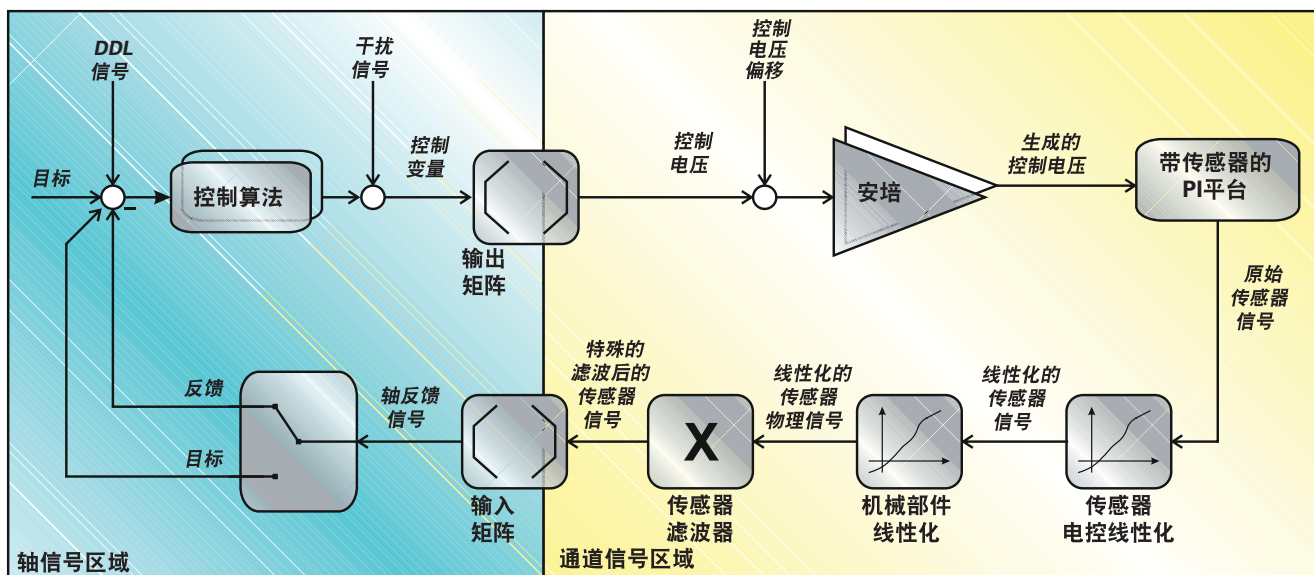 DDL
信号
干扰
信号
控制
电压
偏移
目标
控制算法
控制
变量
输出
矩阵
控制
电压
安培
生成的
控制电压
带传感器的
PI平台
原始
传感器
信号
反馈
目标
轴反馈
信号
输入
矩阵
特殊的
滤波后的
传感器
信号
X
传感器
滤波器
线性化的
传感器
物理信号
机械部件
线性化
线性化的
传感器
信号
传感器
电控线性化
轴信号区域
通道信号区域